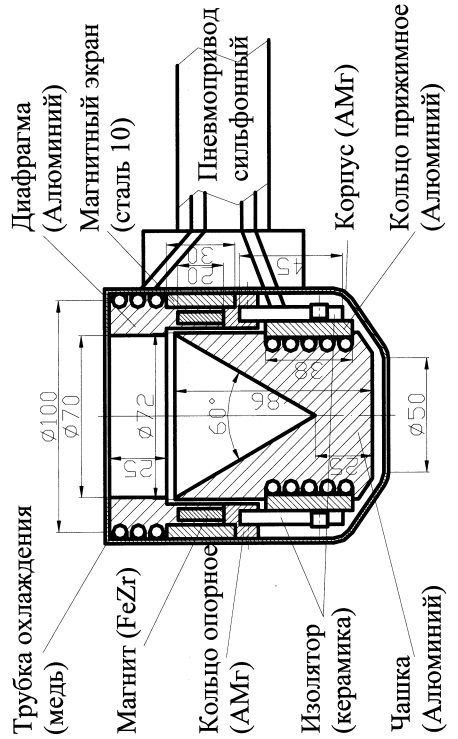 Трубка охлаждения
(медь)
Магнит (FeZr)
Кольцо опорное
(АМг)
Изолятор
(керамика)
Чашка
(Алюминий)
Диафрагма
(Алюминий)
Магнитный экран
(сталь 10)
Пневмопривод
сильфонный
Корпус (АМг)
Кольцо прижимное
(Алюминий)
ø100
ø70
ø72
25
60°
86
38
25
30
45
ø50